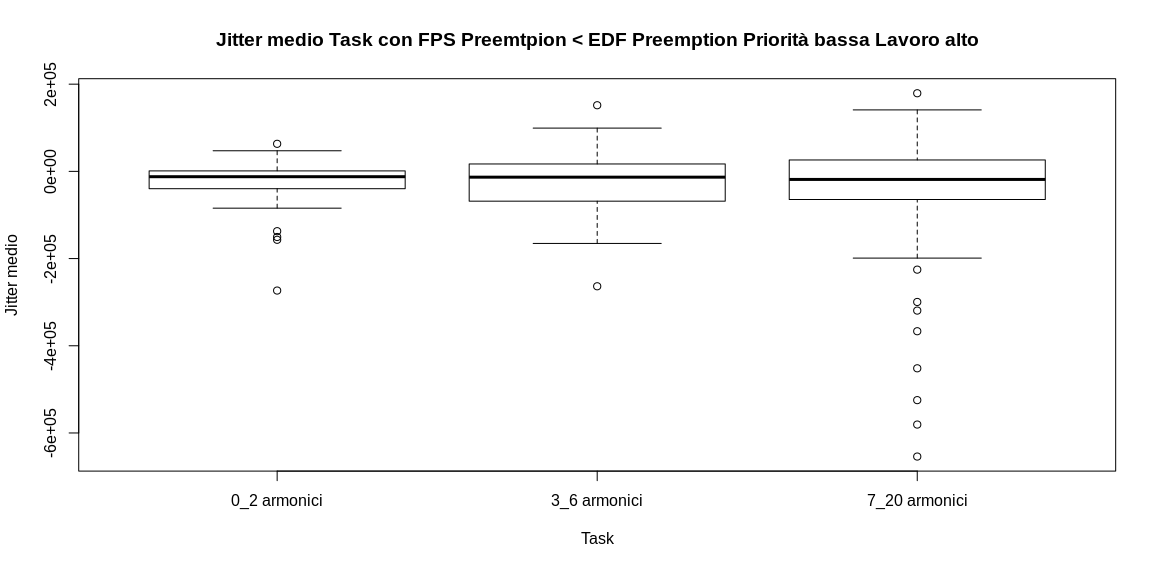 Jitter medio Task con FPS Preemtpion < EDF Preemption Priorità bassa Lavoro alto
Jitter medio
2e+05
0e+00
-2e+05
-4e+05
-6e+05
0_2 armonici
3_6 armonici
7_20 armonici
Task